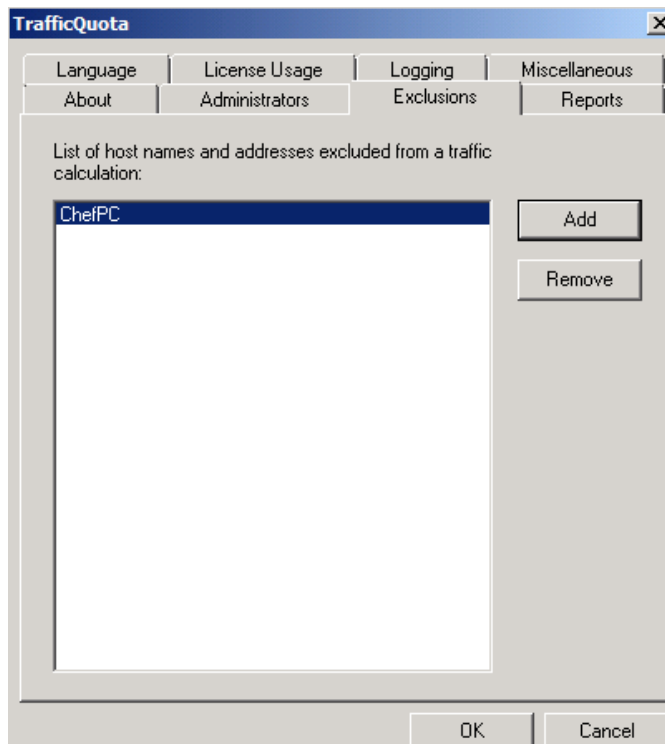 TrafficQuota
Language License Usage Logging Miscellaneous
About Administrators Exclusions Reports
List of host names and addresses excluded from a traffic
calculation:
ChefPC
Add
Remove
OK Cancel